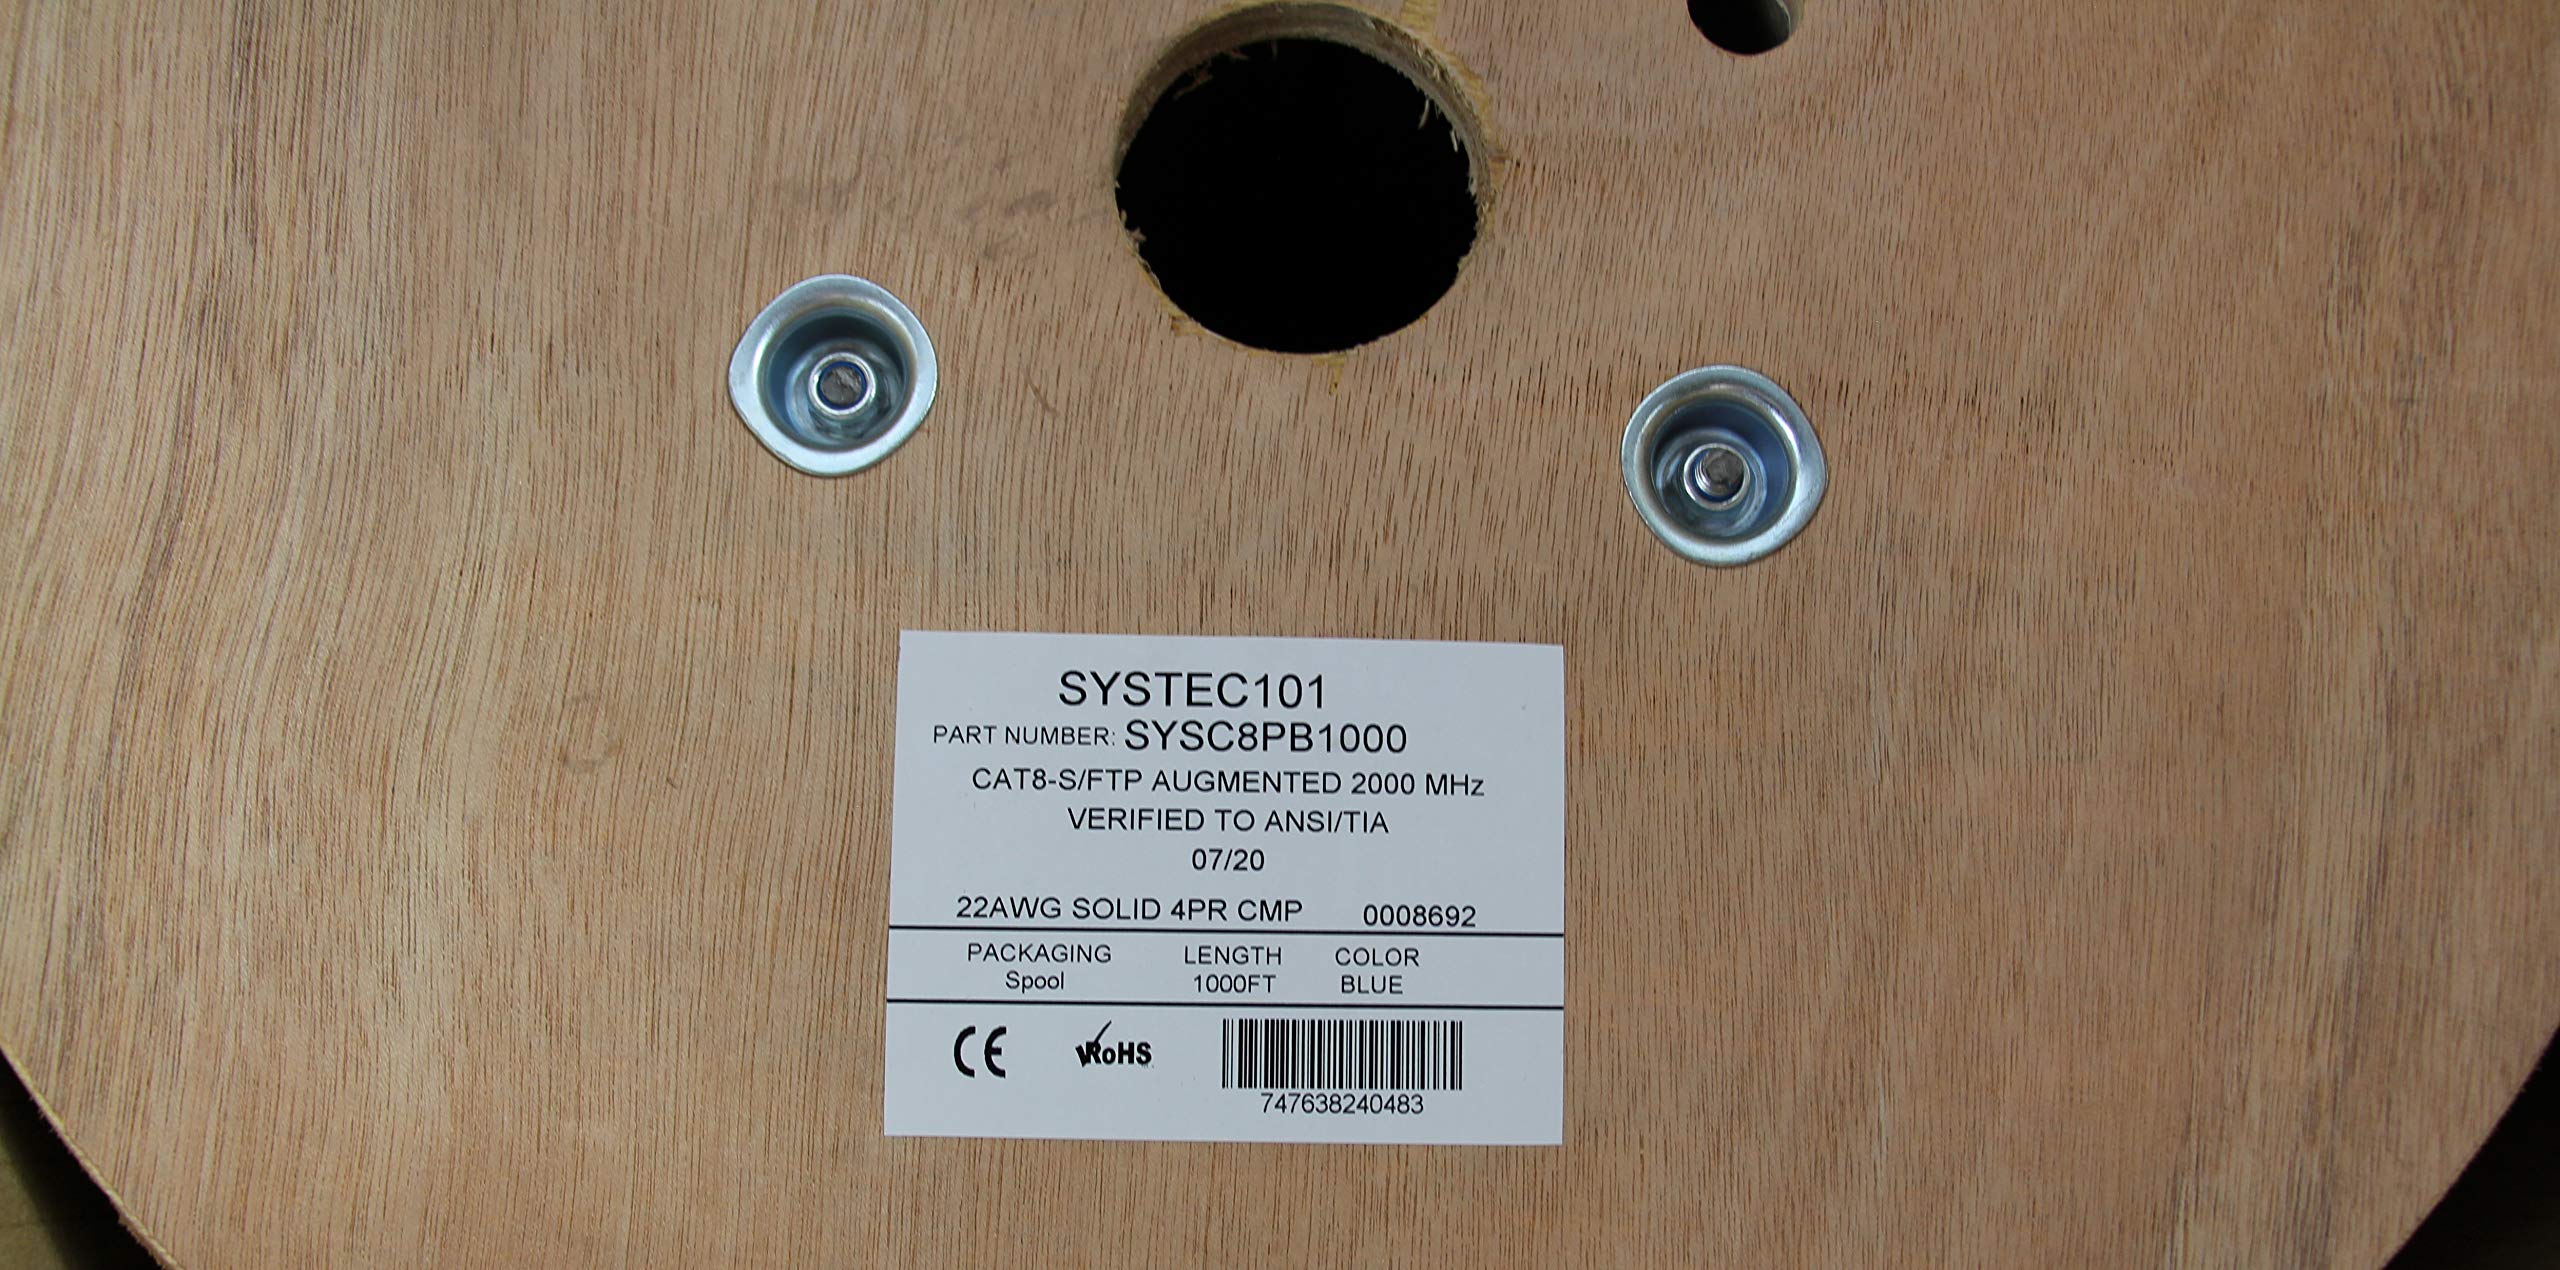 SYSTEC101
PART NUMBER: SYSC8PB1000
CAT8-S/FTP AUGMENTED 2000 MHz
VERIFIED TO ANSI/TIA
07/20
22AWG SOLID 4PR CMP 0008692
PACKAGING LENGTH COLOR
Spool 1000FT BLUE
CE RoHS
747638240483